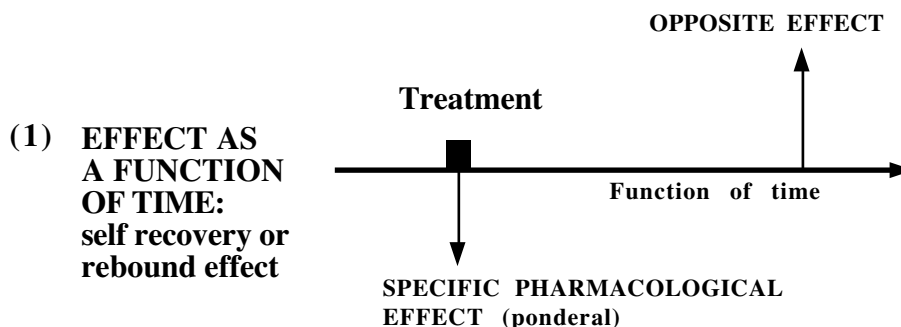 OPPOSITE EFFECT
Treatment
(1) EFFECT AS
A FUNCTION
OF TIME:
self recovery or
rebound effect
Function of time
SPECIFIC PHARMACOLOGICAL
EFFECT (ponderal)